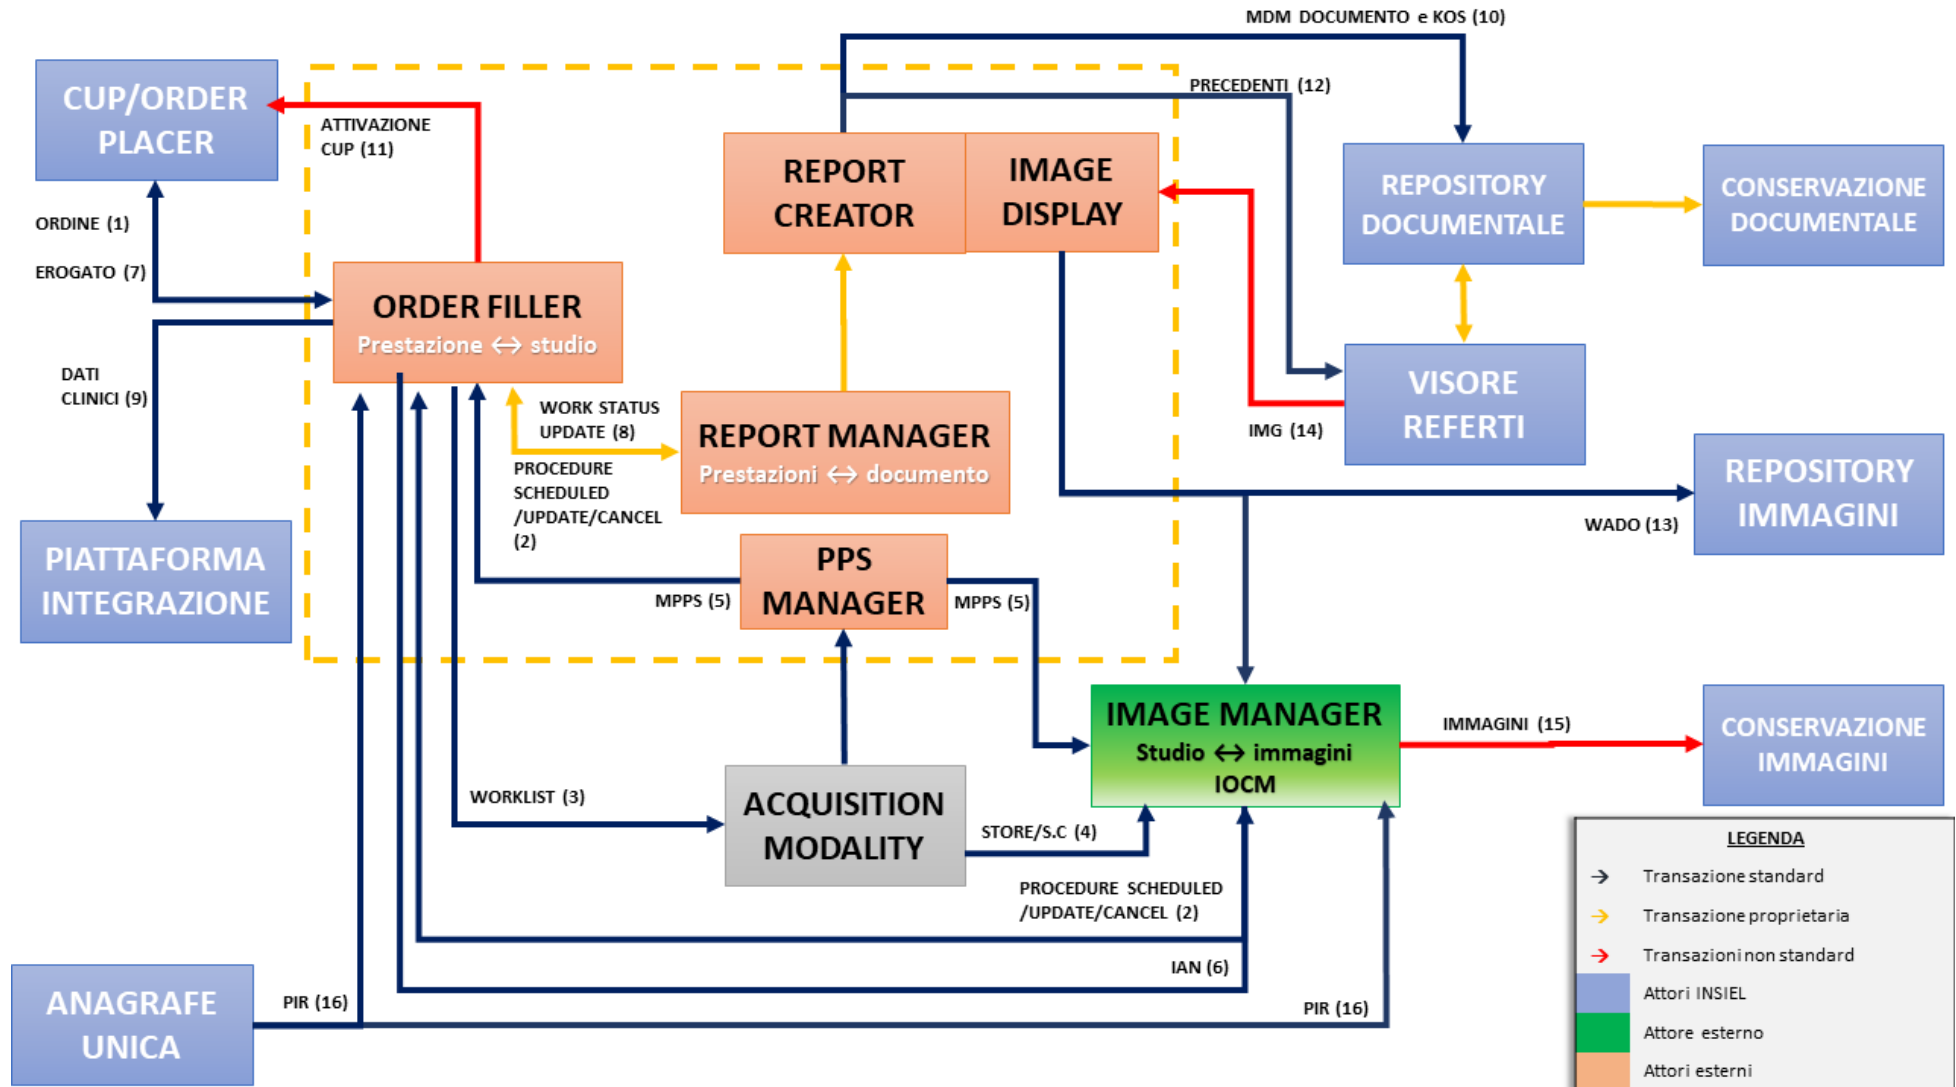 MDM DOCUMENTO e KOS (10)
CUP/ORDER
PLACER
PRECEDENTI (12)
ATTIVAZIONE
CUP (11)
REPORT
CREATOR
IMAGE
DISPLAY
REPOSITORY
DOCUMENTALE
CONSERVAZIONE
DOCUMENTALE
ORDINE (1)
EROGATO (7)
ORDER FILLER
Prestazione ↔ studio
DATI
CLINICI (9)
WORK STATUS
UPDATE (8)
REPORT MANAGER
Prestazioni ↔ documento
VISORE
REFERTI
IMG (14)
PROCEDURE
SCHEDULED
/UPDATE/CANCEL
(2)
REPOSITORY
IMMAGINI
WADO (13)
PIATTAFORMA
INTEGRAZIONE
PPS
MANAGER
MPPS (5)
MPPS (5)
IMAGE MANAGER
Studio ↔ immagini
IOCM
IMMAGINI (15)
CONSERVAZIONE
IMMAGINI
WORKLIST (3)
ACQUISITION
MODALITY
STORE/S.C (4)
PROCEDURE SCHEDULED
/UPDATE/CANCEL (2)
IAN (6)
ANAGRAFE
UNICA
PIR (16)
PIR (16)
LEGENDA
→ Transazione standard
→ Transazione proprietaria
→ Transazioni non standard
Attori INSIEL
Attore esterno
Attori esterni